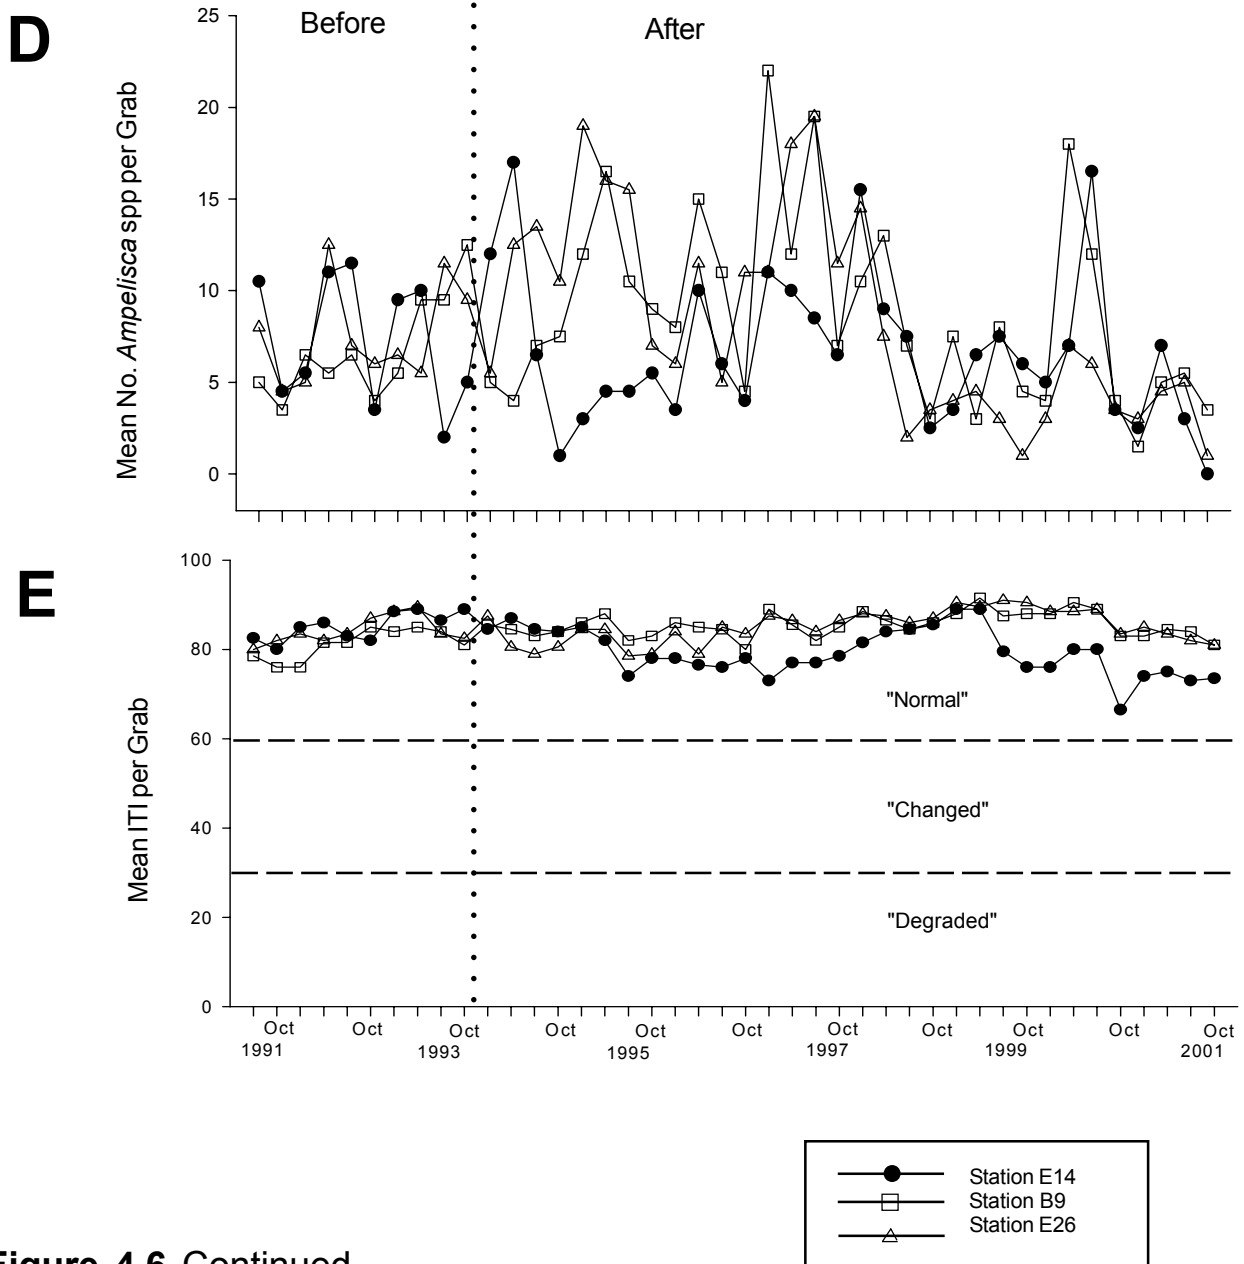 D
Before
After
Mean No. Ampelisca spp per Grab
25
20
15
10
5
0
E
Mean ITI per Grab
100
80
60
40
20
0
"Normal"
"Changed"
"Degraded"
Oct Oct Oct Oct Oct Oct Oct Oct Oct Oct Oct
1991 1993 1995 1997 1999 2001
Station E14
Station B9
Station E26
Figure 4.6 Continued